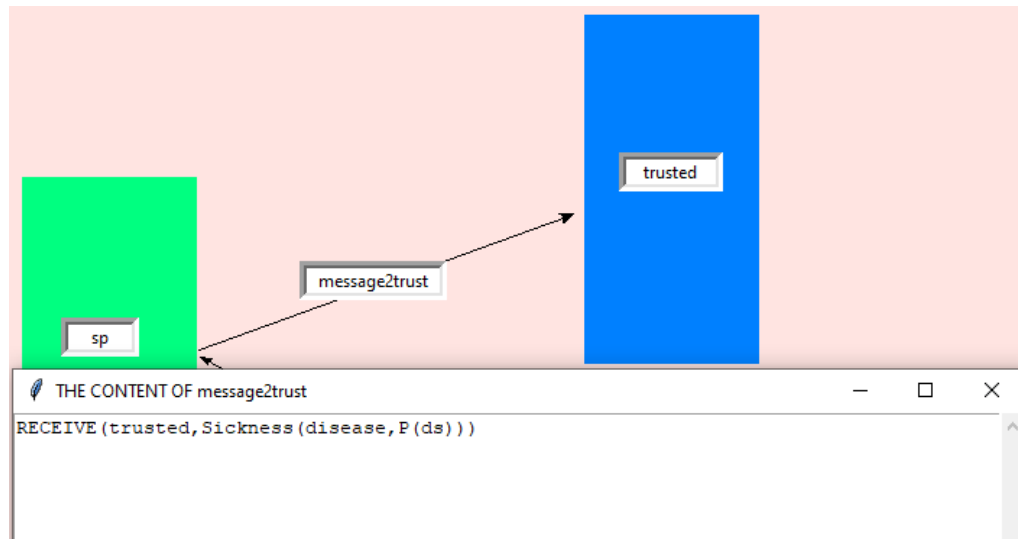 trusted
message2trust
sp
THE CONTENT OF message2trust
RECEIVE(trusted,Sickness(disease,P(ds)))